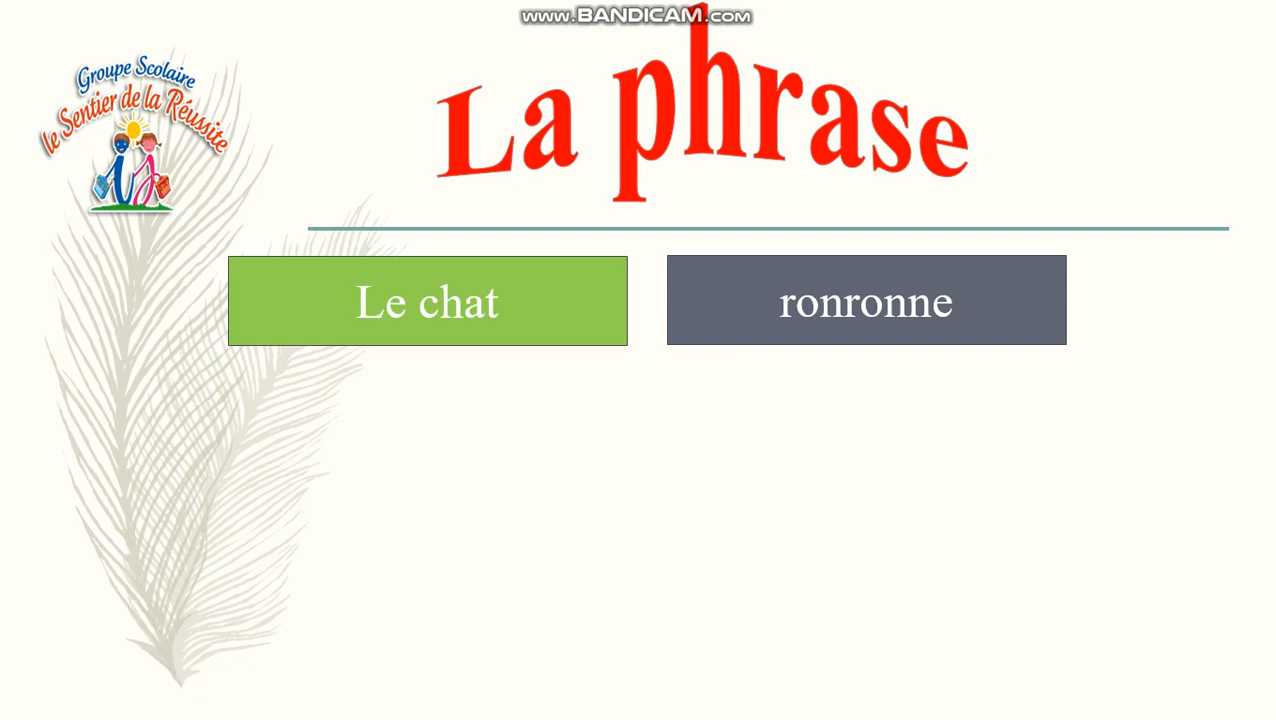 www.BANDICAM.com
Groupe Scolaire
le Sentier de la Réussite
La phrase
Le chat
ronronne